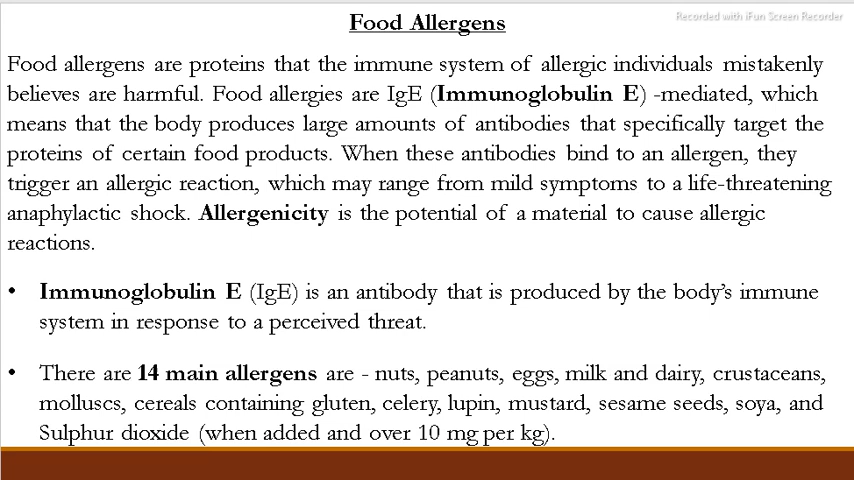 Recorded with iFun Screen Recorder
Food Allergens
Food allergens are proteins that the immune system of allergic individuals mistakenly
believes are harmful. Food allergies are IgE (Immunoglobulin E) -mediated, which
means that the body produces large amounts of antibodies that specifically target the
proteins of certain food products. When these antibodies bind to an allergen, they
trigger an allergic reaction, which may range from mild symptoms to a life-threatening
anaphylactic shock. Allergenicity is the potential of a material to cause allergic
reactions.
• Immunoglobulin E (IgE) is an antibody that is produced by the body's immune
system in response to a perceived threat.
• There are 14 main allergens are - nuts, peanuts, eggs, milk and dairy, crustaceans,
molluscs, cereals containing gluten, celery, lupin, mustard, sesame seeds, soya, and
Sulphur dioxide (when added and over 10 mg per kg).